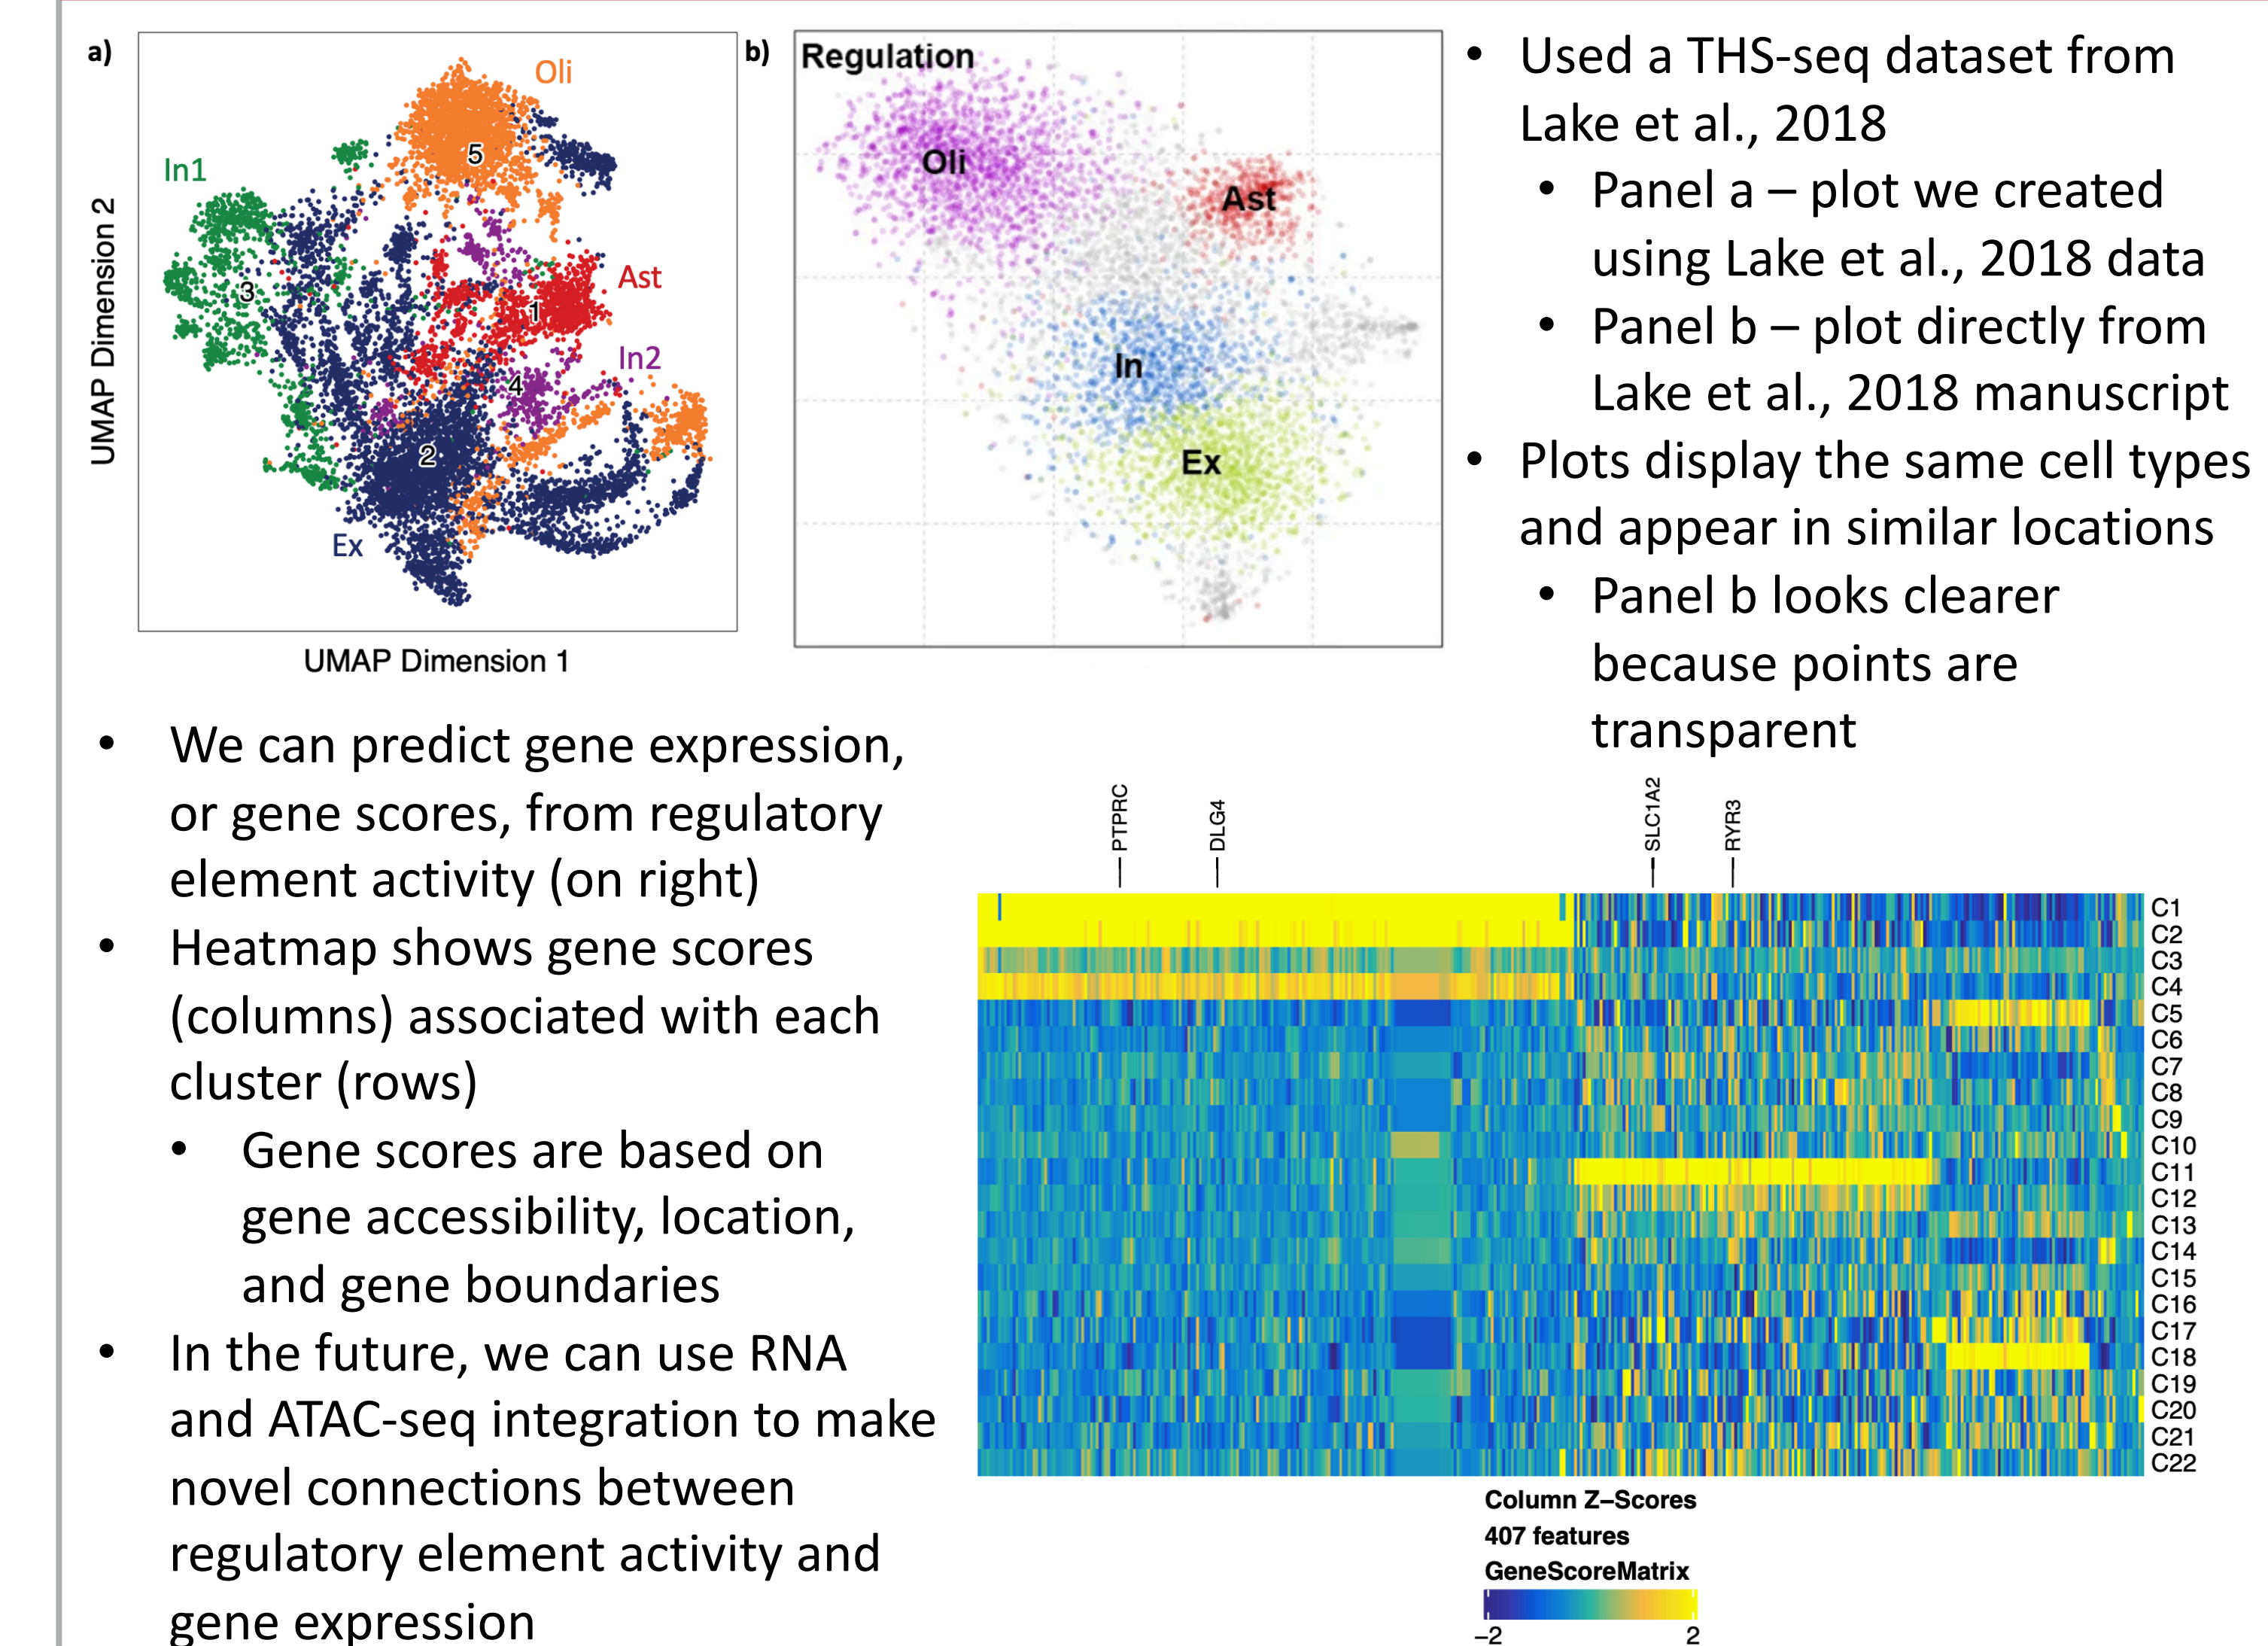 a)
Oli
5
In1
3
Ast
1
In2
4
2
Ex
UMAP Dimension 2
UMAP Dimension 1
b)
Regulation
Oli
Ast
In
Ex
• Used a THS-seq dataset from
Lake et al., 2018
• Panel a – plot we created
using Lake et al., 2018 data
• Panel b – plot directly from
Lake et al., 2018 manuscript
• Plots display the same cell types
and appear in similar locations
• Panel b looks clearer
because points are
transparent
• We can predict gene expression,
or gene scores, from regulatory
element activity (on right)
• Heatmap shows gene scores
(columns) associated with each
cluster (rows)
• Gene scores are based on
gene accessibility, location,
and gene boundaries
• In the future, we can use RNA
and ATAC-seq integration to make
novel connections between
regulatory element activity and
gene expression
PTPRC
DLG4
SLC1A2
RYR3
C1
C2
C3
C4
C5
C6
C7
C8
C9
C10
C11
C12
C13
C14
C15
C16
C17
C18
C19
C20
C21
C22
Column Z–Scores
407 features
GeneScoreMatrix
–2 2